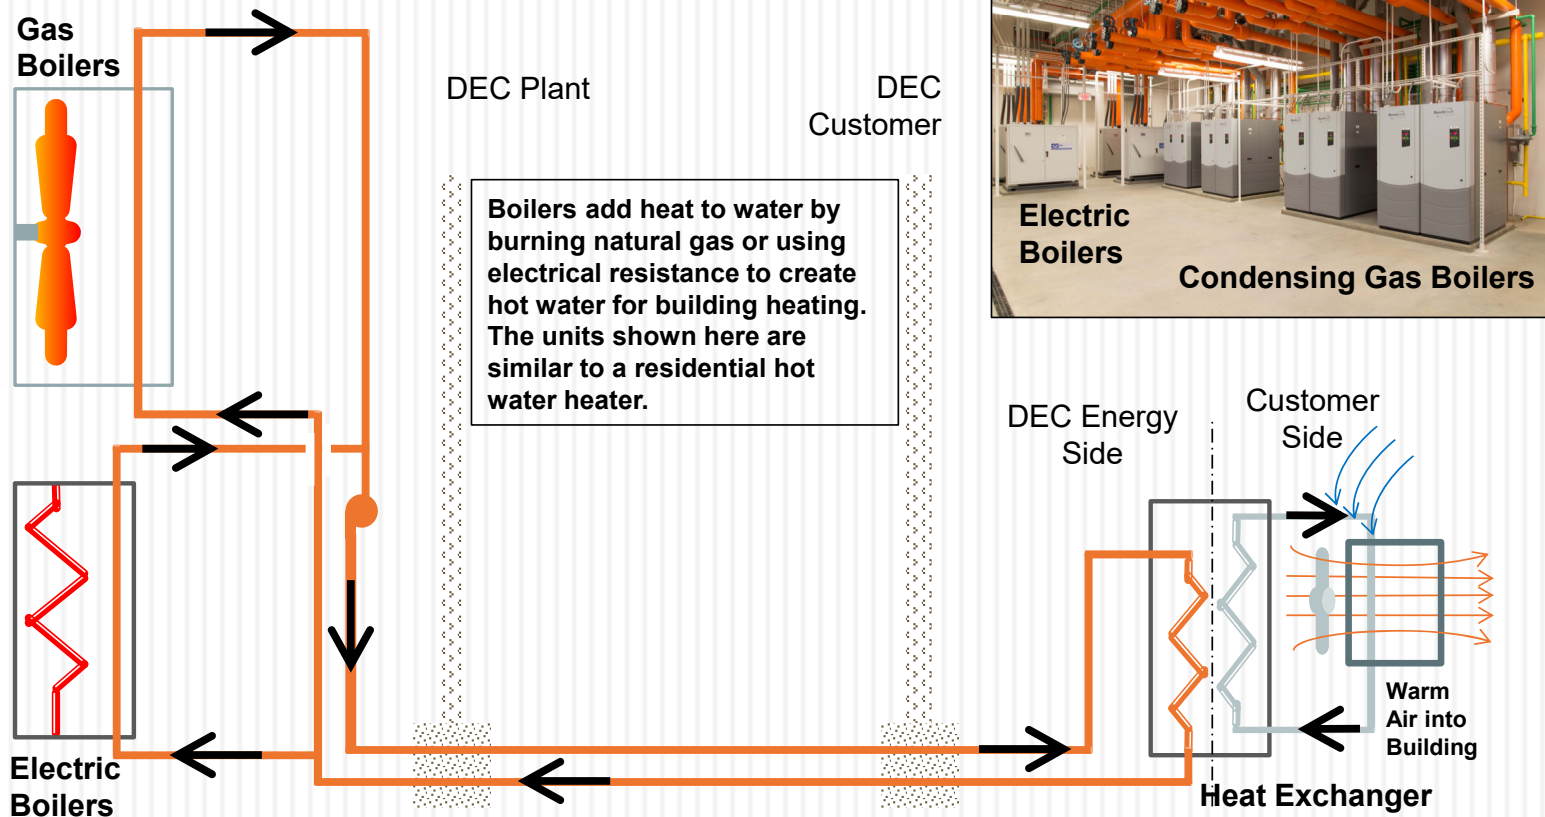 Gas
Boilers
DEC Plant
DEC
Customer
Boilers add heat to water by
burning natural gas or using
electrical resistance to create
hot water for building heating.
The units shown here are
similar to a residential hot
water heater.
Electric
Boilers
Condensing Gas Boilers
DEC Energy
Side
Customer
Side
Warm
Air into
Building
Electric
Boilers
Heat Exchanger